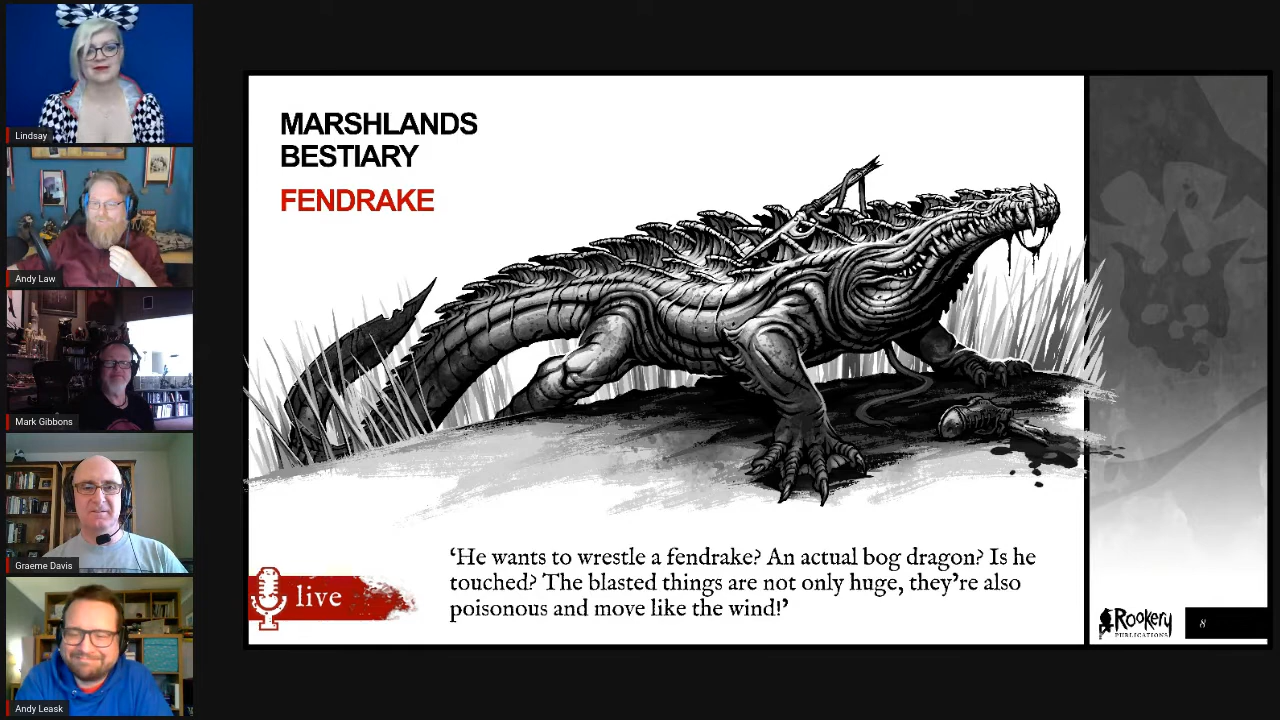 Lindsay
Andy Law
Mark Gibbons
Graeme Davis
Andy Leask
MARSHLANDS
BESTIARY
FENDRAKE
‘He wants to wrestle a fendrake? An actual bog dragon? Is he
touched? The blasted things are not only huge, they’re also
poisonous and move like the wind!’
live
Rookery
PUBLICATIONS
8